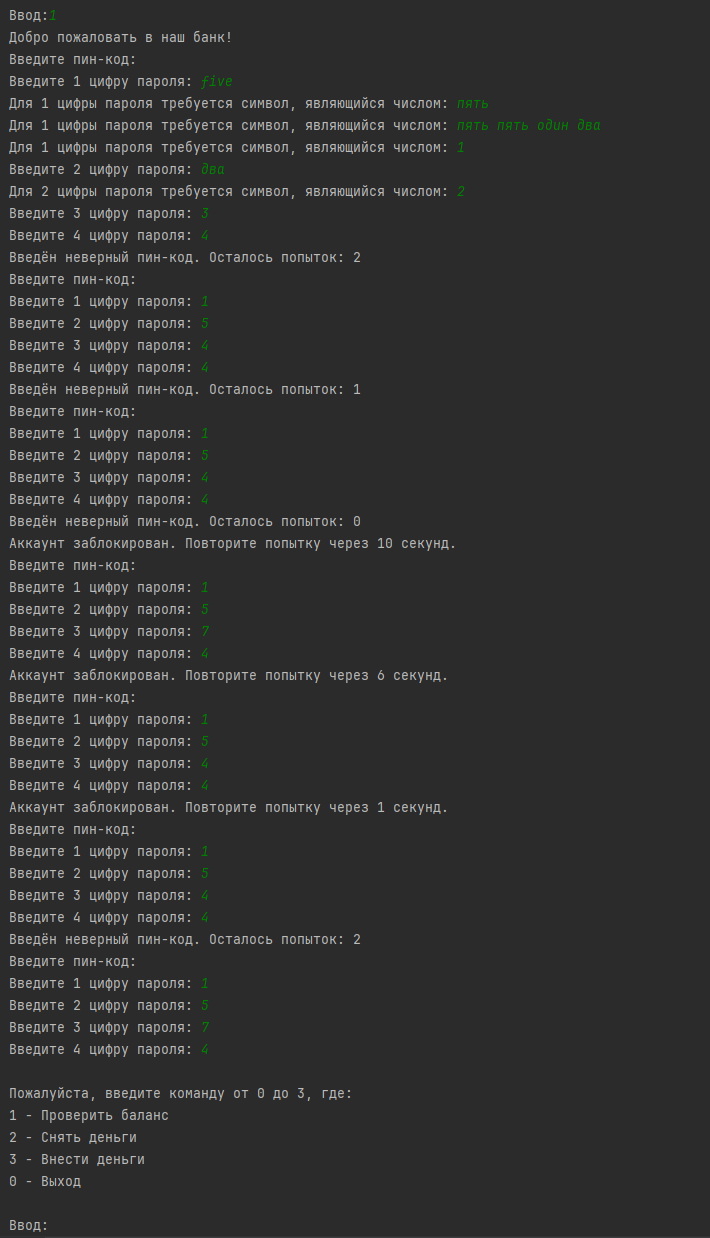 Ввод:1
Добро пожаловать в наш банк!
Введите пин-код:
Введите 1 цифру пароля: five
Для 1 цифры пароля требуется символ, являющийся числом: пять
Для 1 цифры пароля требуется символ, являющийся числом: пять пять один два
Для 1 цифры пароля требуется символ, являющийся числом: 1
Введите 2 цифру пароля: два
Для 2 цифры пароля требуется символ, являющийся числом: 2
Введите 3 цифру пароля: 3
Введите 4 цифру пароля: 4
Введён неверный пин-код. Осталось попыток: 2
Введите пин-код:
Введите 1 цифру пароля: 1
Введите 2 цифру пароля: 5
Введите 3 цифру пароля: 4
Введите 4 цифру пароля: 4
Введён неверный пин-код. Осталось попыток: 1
Введите пин-код:
Введите 1 цифру пароля: 1
Введите 2 цифру пароля: 5
Введите 3 цифру пароля: 4
Введите 4 цифру пароля: 4
Введён неверный пин-код. Осталось попыток: 0
Аккаунт заблокирован. Повторите попытку через 10 секунд.
Введите пин-код:
Введите 1 цифру пароля: 1
Введите 2 цифру пароля: 5
Введите 3 цифру пароля: 7
Введите 4 цифру пароля: 4
Аккаунт заблокирован. Повторите попытку через 6 секунд.
Введите пин-код:
Введите 1 цифру пароля: 1
Введите 2 цифру пароля: 5
Введите 3 цифру пароля: 4
Введите 4 цифру пароля: 4
Аккаунт заблокирован. Повторите попытку через 1 секунд.
Введите пин-код:
Введите 1 цифру пароля: 1
Введите 2 цифру пароля: 5
Введите 3 цифру пароля: 4
Введите 4 цифру пароля: 4
Введён неверный пин-код. Осталось попыток: 2
Введите пин-код:
Введите 1 цифру пароля: 1
Введите 2 цифру пароля: 5
Введите 3 цифру пароля: 7
Введите 4 цифру пароля: 4
Пожалуйста, введите команду от 0 до 3, где:
1 - Проверить баланс
2 - Снять деньги
3 - Внести деньги
0 - Выход
Ввод: